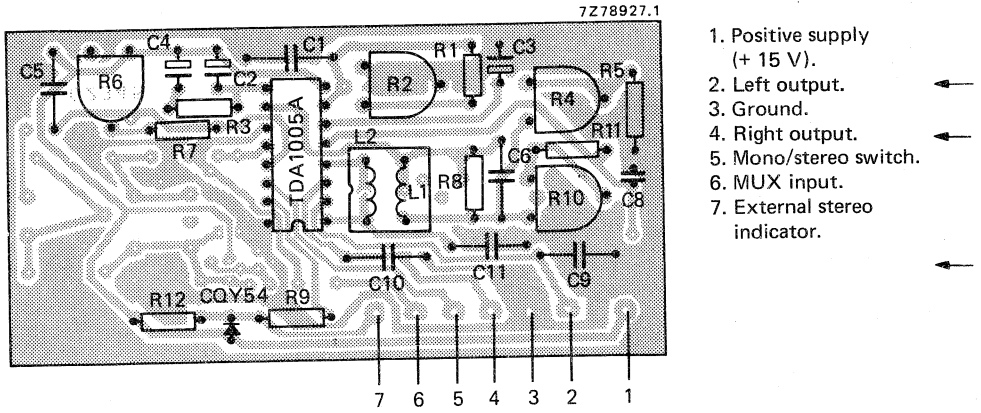 7Z78927.1
C4
C1
R1
C3
C5
R6
C2
R2
R5
R4
R3
R7
TDA1005A
L2
L1
R11
C6
R8
R10
C8
C10
C11
C9
R12
CQY54
R9
7 6 5 4 3 2 1
1. Positive supply
(+ 15 V).
2. Left output.
3. Ground.
4. Right output.
5. Mono/stereo switch.
6. MUX input.
7. External stereo
indicator.